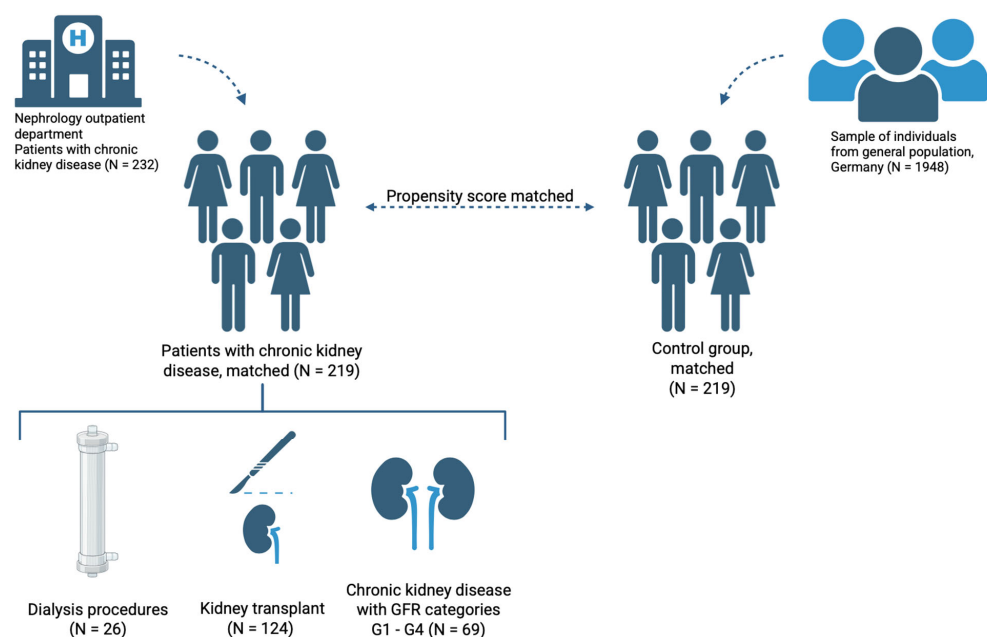 H
Nephrology outpatient
department
Patients with chronic
kidney disease (N = 232)
Sample of individuals
from general population,
Germany (N = 1948)
Propensity score matched
Patients with chronic kidney
disease, matched (N = 219)
Control group,
matched
(N = 219)
Dialysis procedures
(N = 26)
Kidney transplant
(N = 124)
Chronic kidney disease
with GFR categories
G1 - G4 (N = 69)